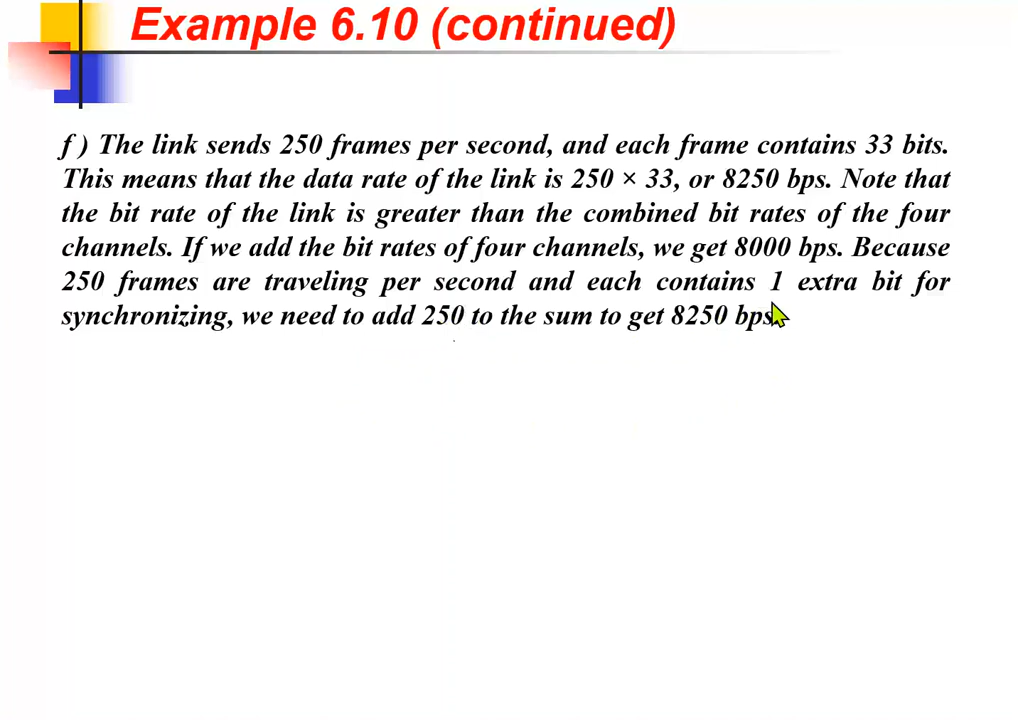 Example 6.10 (continued)
f ) The link sends 250 frames per second, and each frame contains 33 bits.
This means that the data rate of the link is 250 × 33, or 8250 bps. Note that
the bit rate of the link is greater than the combined bit rates of the four
channels. If we add the bit rates of four channels, we get 8000 bps. Because
250 frames are traveling per second and each contains 1 extra bit for
synchronizing, we need to add 250 to the sum to get 8250 bps.